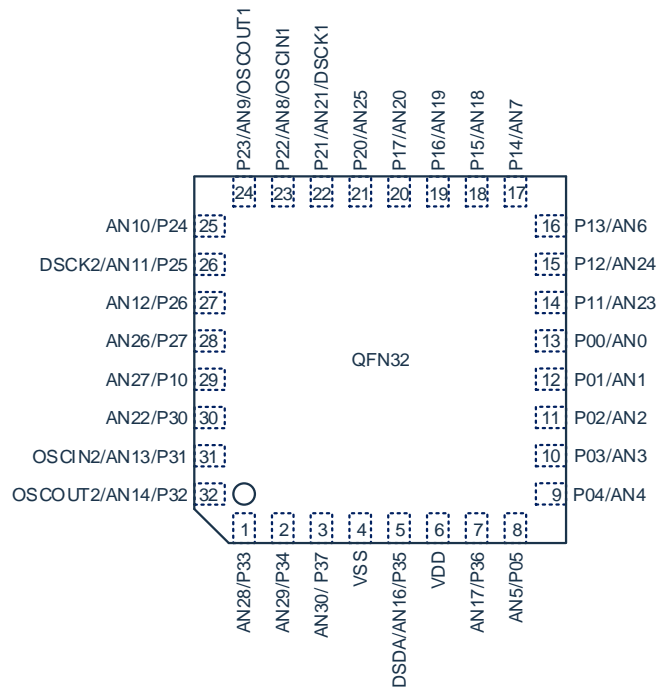 P23/AN9/OSCOUT1
P22/AN8/OSCIN1
P21/AN21/DSCK1
P20/AN25
P17/AN20
P16/AN19
P15/AN18
P14/AN7
24 23 22 21 20 19 18 17
AN10/P24 25
16 P13/AN6
DSCK2/AN11/P25 26
15 P12/AN24
AN12/P26 27
14 P11/AN23
AN26/P27 28
13 P00/AN0
QFN32
AN27/P10 29
12 P01/AN1
AN22/P30 30
11 P02/AN2
OSCIN2/AN13/P31 31
10 P03/AN3
OSCOUT2/AN14/P32 32
9 P04/AN4
1 2 3 4 5 6 7 8
AN28/P33
AN29/P34
AN30/ P37
VSS
DSDA/AN16/P35
VDD
AN17/P36
AN5/P05